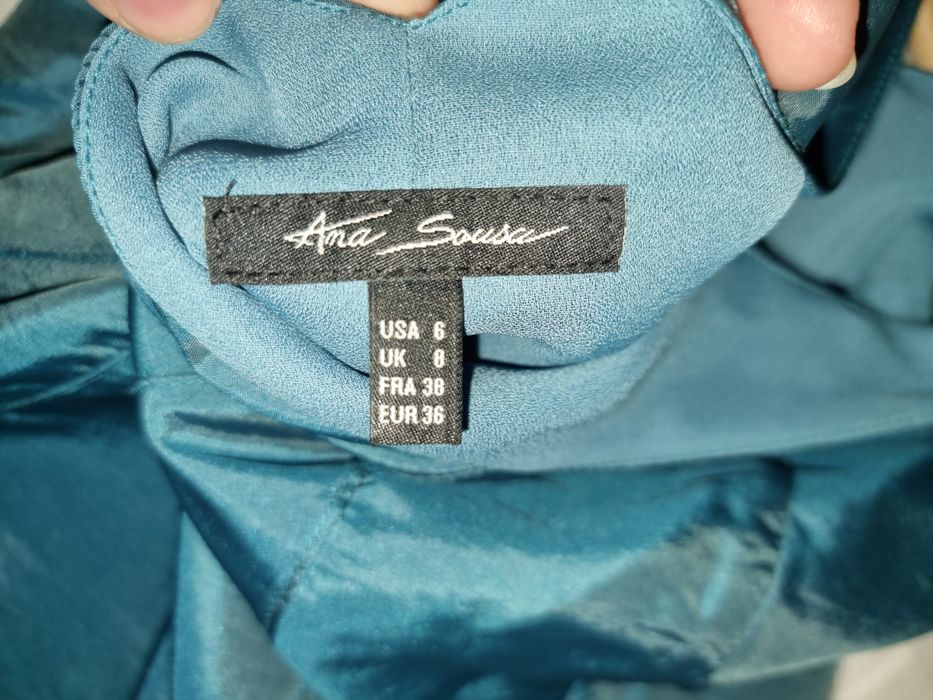 Ana Sousa
USA 6
UK 8
FRA 38
EUR 36